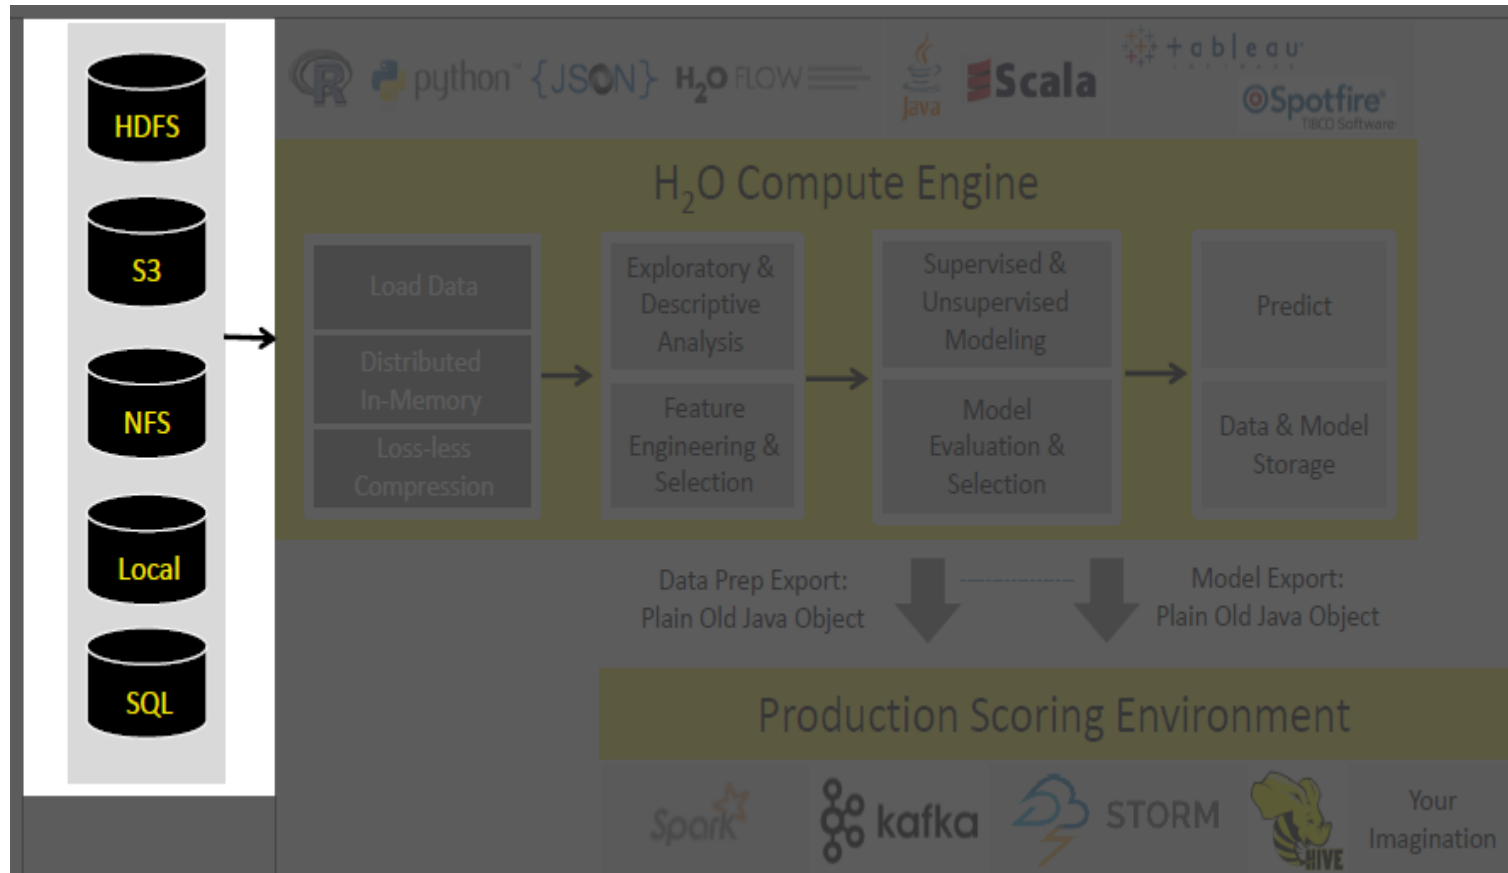 HDFS
S3
NFS
Local
SQL
R
python™
{JSON}
H2O FLOW
Java
Scala
+ableau
SOFTWARE
Spotfire®
TIBCO Software
H2O Compute Engine
Load Data
Distributed
In-Memory
Loss-less
Compression
Exploratory &
Descriptive
Analysis
Feature
Engineering &
Selection
Supervised &
Unsupervised
Modeling
Model
Evaluation &
Selection
Predict
Data & Model
Storage
Data Prep Export:
Plain Old Java Object
Model Export:
Plain Old Java Object
Production Scoring Environment
Spark
kafka
STORM
HIVE
Your
Imagination